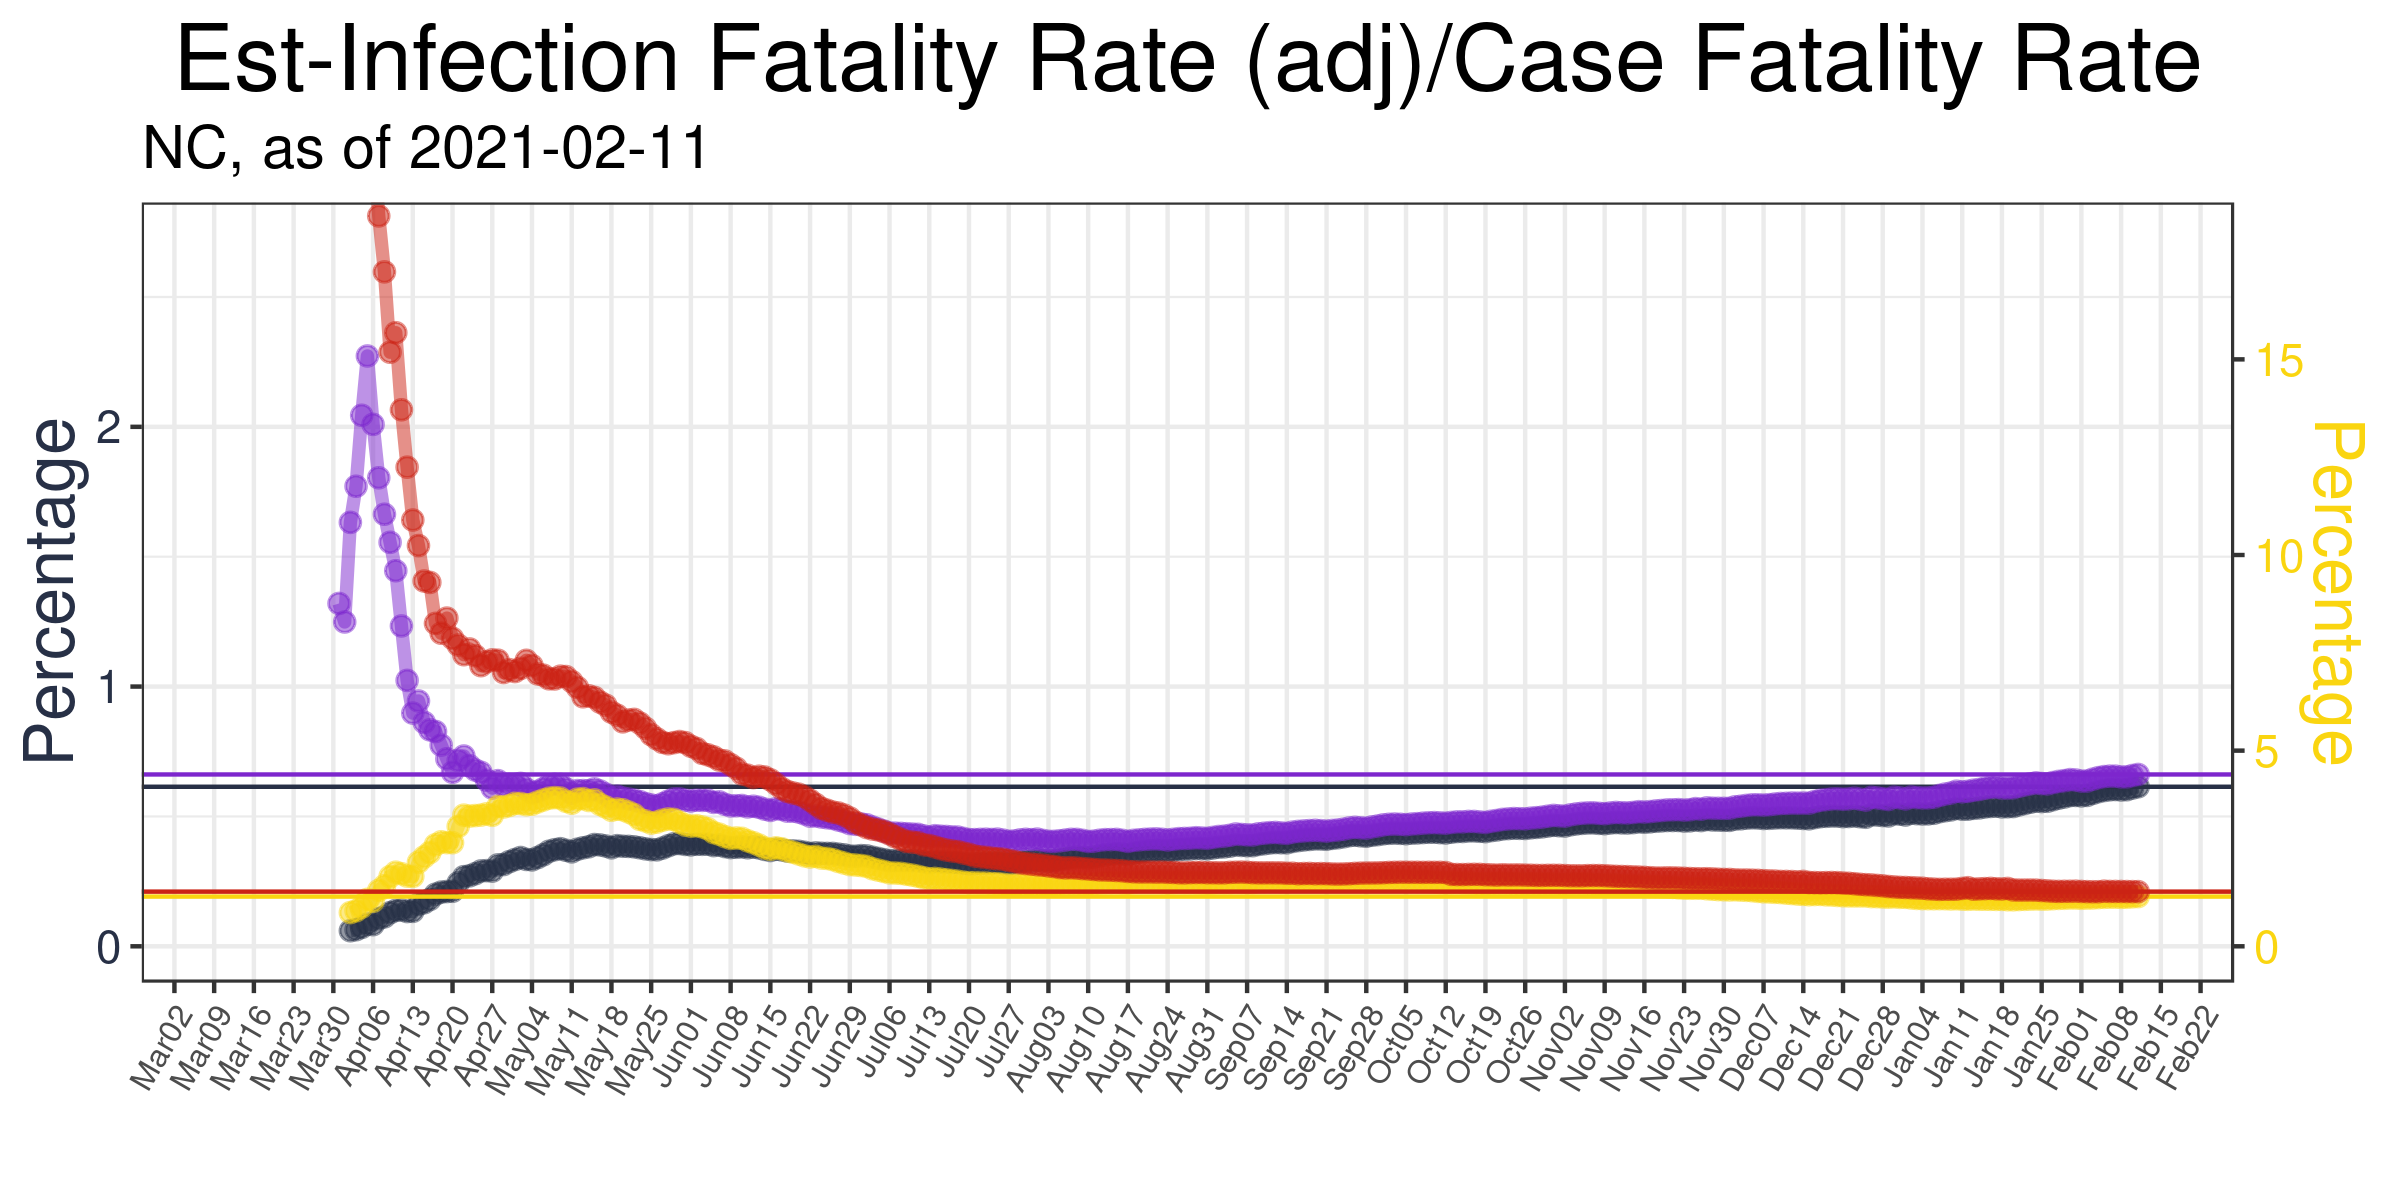 Est-Infection Fatality Rate (adj)/Case Fatality Rate
NC, as of 2021-02-11
Percentage
2
1
0
15
10
5
0
Percentage
Mar02
Mar09
Mar16
Mar23
Mar30
Apr06
Apr13
Apr20
Apr27
May04
May11
May18
May25
Jun01
Jun08
Jun15
Jun22
Jun29
Jul06
Jul13
Jul20
Jul27
Aug03
Aug10
Aug17
Aug24
Aug31
Sep07
Sep14
Sep21
Sep28
Oct05
Oct12
Oct19
Oct26
Nov02
Nov09
Nov16
Nov23
Nov30
Dec07
Dec14
Dec21
Dec28
Jan04
Jan11
Jan18
Jan25
Feb01
Feb08
Feb15
Feb22